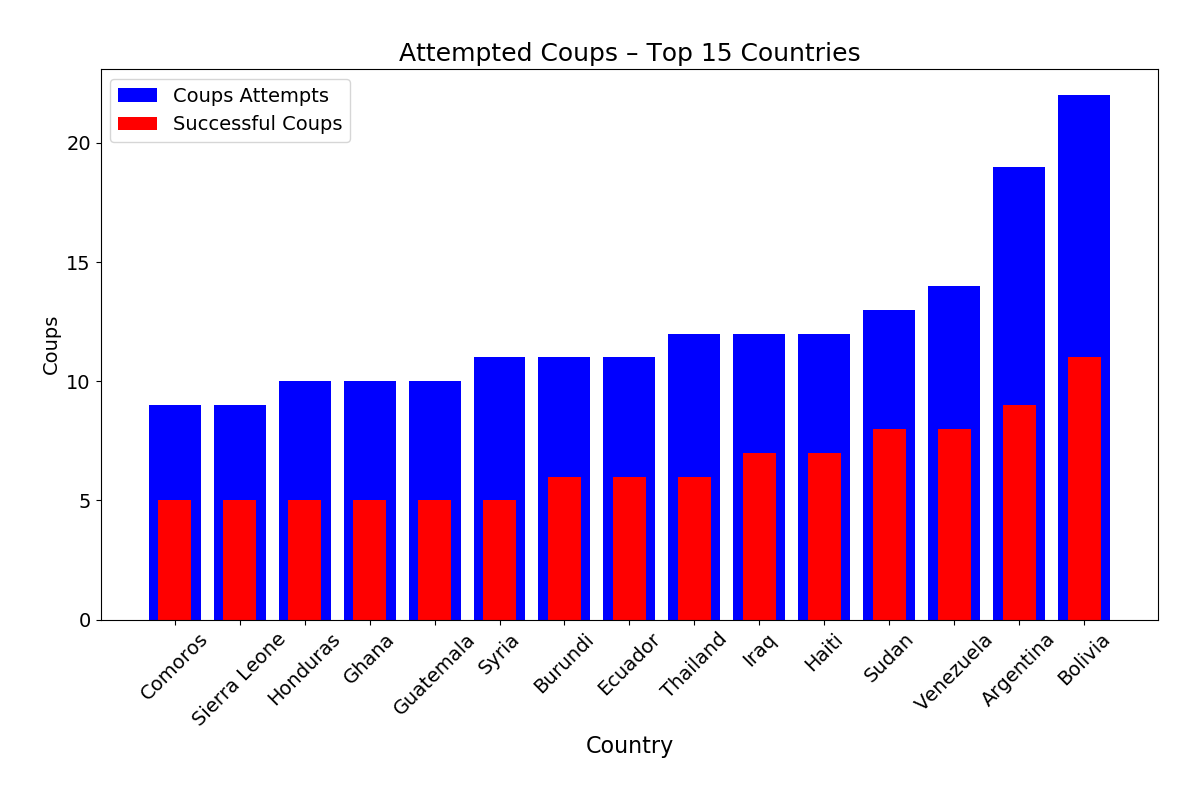 Attempted Coups – Top 15 Countries
Coups Attempts
Successful Coups
20
15
10
5
0
Coups
Comoros
Sierra Leone
Honduras
Ghana
Guatemala
Syria
Burundi
Ecuador
Thailand
Iraq
Haiti
Sudan
Venezuela
Argentina
Bolivia
Country